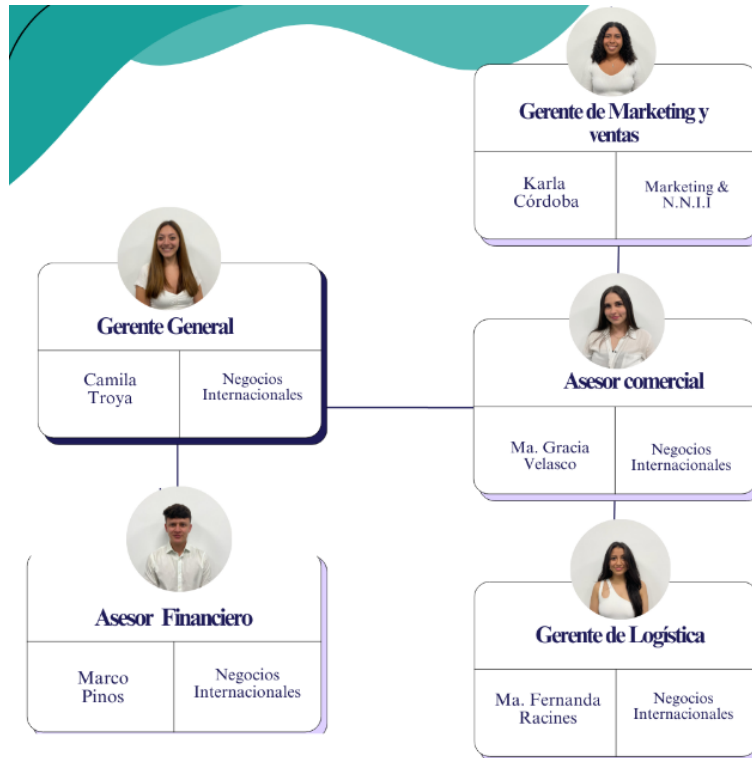 Gerente de Marketing y
ventas
Karla
Córdoba
Marketing &
N.N.I.I
Gerente General
Camila
Troya
Negocios
Internacionales
Asesor comercial
Ma. Gracia
Velasco
Negocios
Internacionales
Asesor Financiero
Marco
Pinos
Negocios
Internacionales
Gerente de Logística
Ma. Fernanda
Racines
Negocios
Internacionales